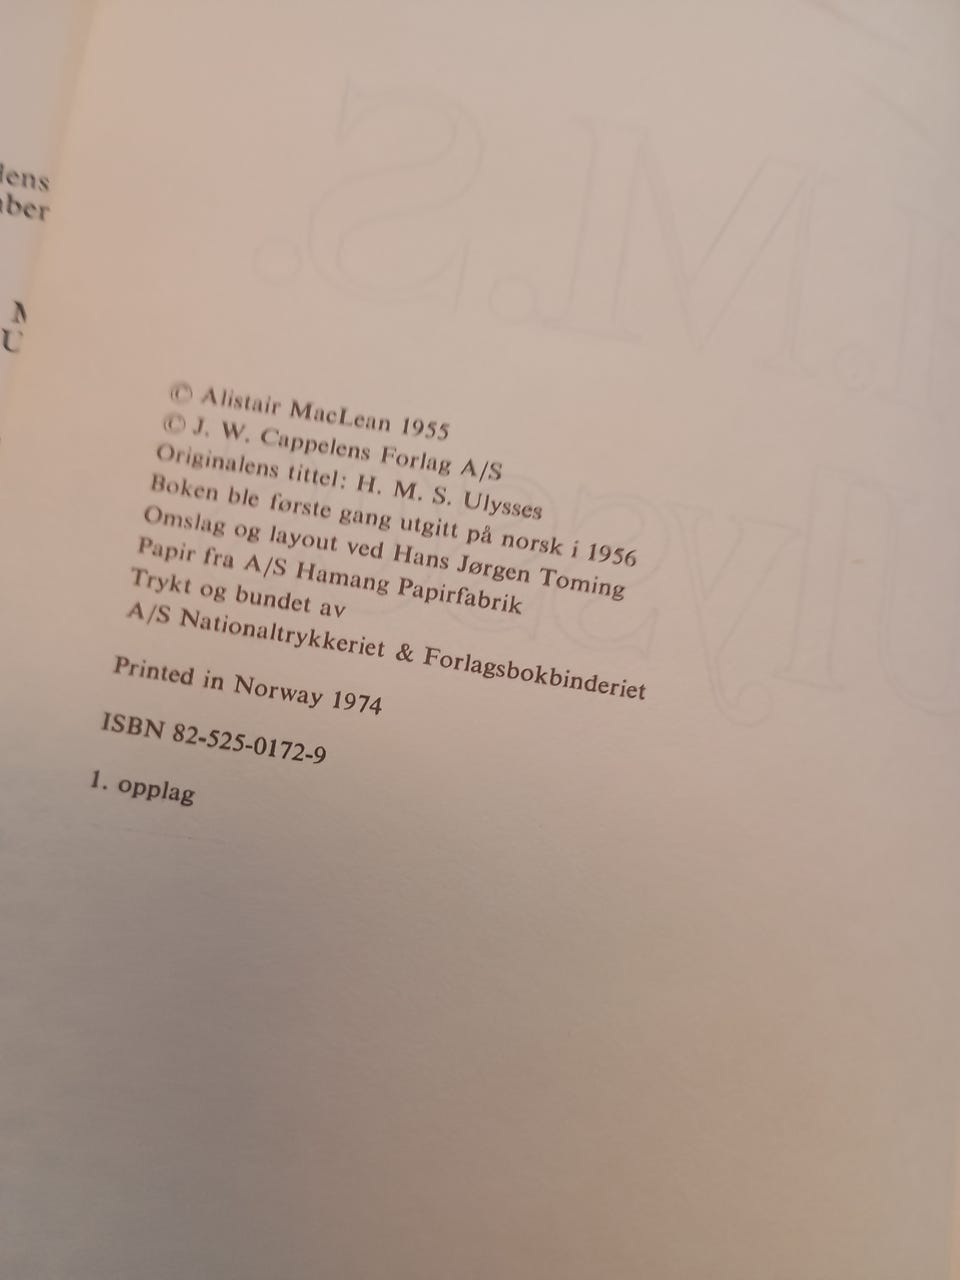 © Alistair MacLean 1955
© J. W. Cappelens Forlag A/S
Originalens tittel: H. M. S. Ulysses
Boken ble første gang utgitt på norsk i 1956
Omslag og layout ved Hans Jørgen Toming
Papir fra A/S Hamang Papirfabrik
Trykt og bundet av
A/S Nationaltrykkeriet & Forlagsbokbinderiet
Printed in Norway 1974
ISBN 82-525-0172-9
1. opplag